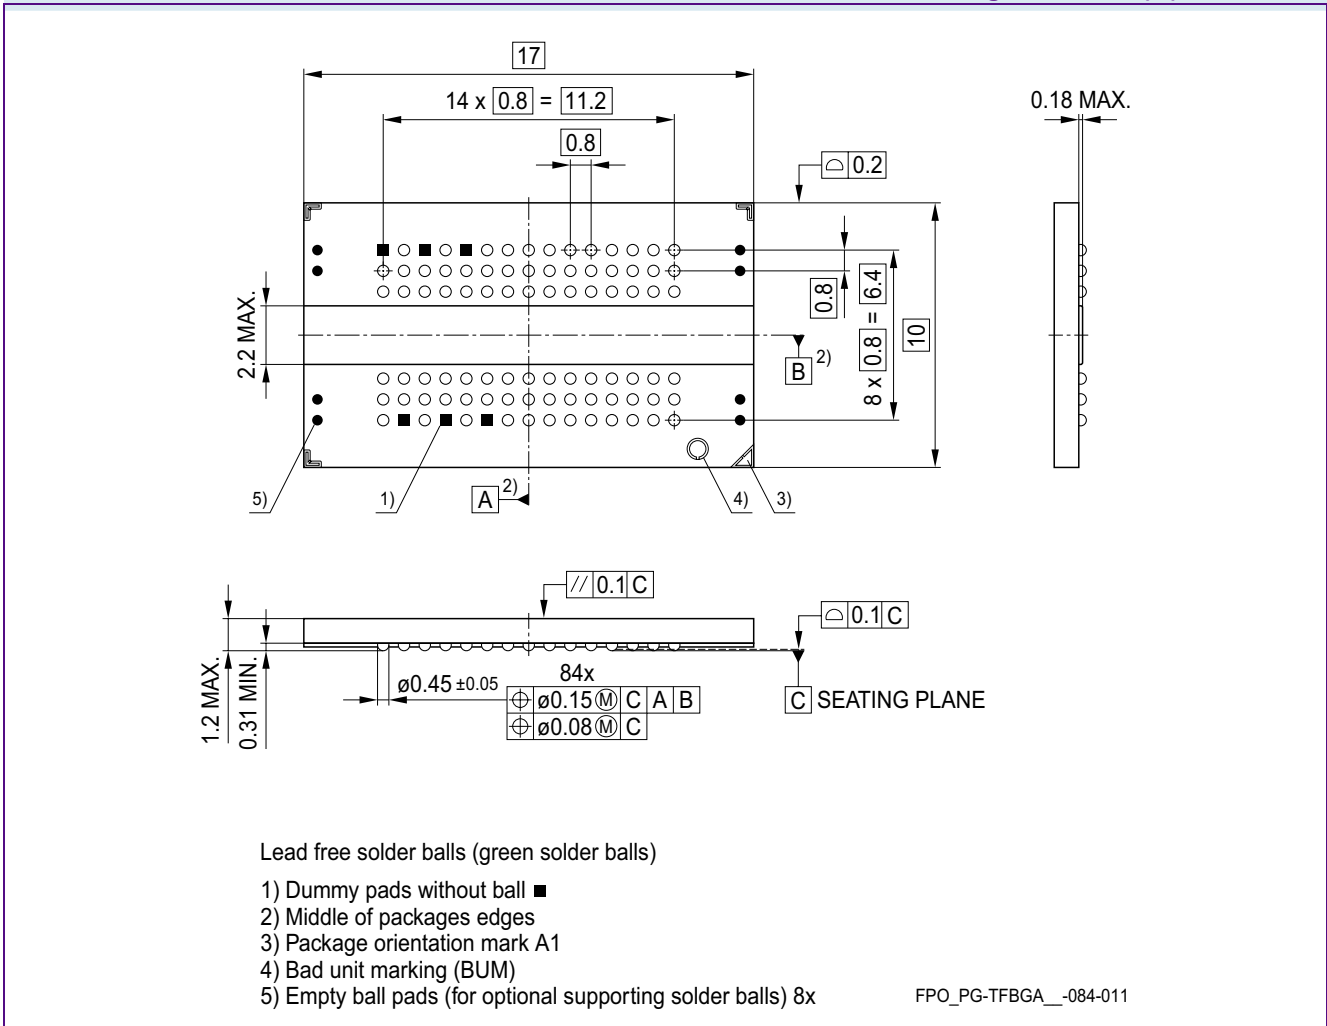 17
14 x 0.8 = 11.2
0.18 MAX.
0.8
0.2
2.2 MAX.
0.8
8 x 0.8 = 6.4
10
B 2)
5)
1)
A 2)
4)
3)
// 0.1 C
0.1 C
1.2 MAX.
0.31 MIN.
ø0.45 ±0.05
84x
ø0.15 Ⓜ C A B
ø0.08 Ⓜ C
C SEATING PLANE
Lead free solder balls (green solder balls)
1) Dummy pads without ball ■
2) Middle of packages edges
3) Package orientation mark A1
4) Bad unit marking (BUM)
5) Empty ball pads (for optional supporting solder balls) 8x
FPO_PG-TFBGA__-084-011